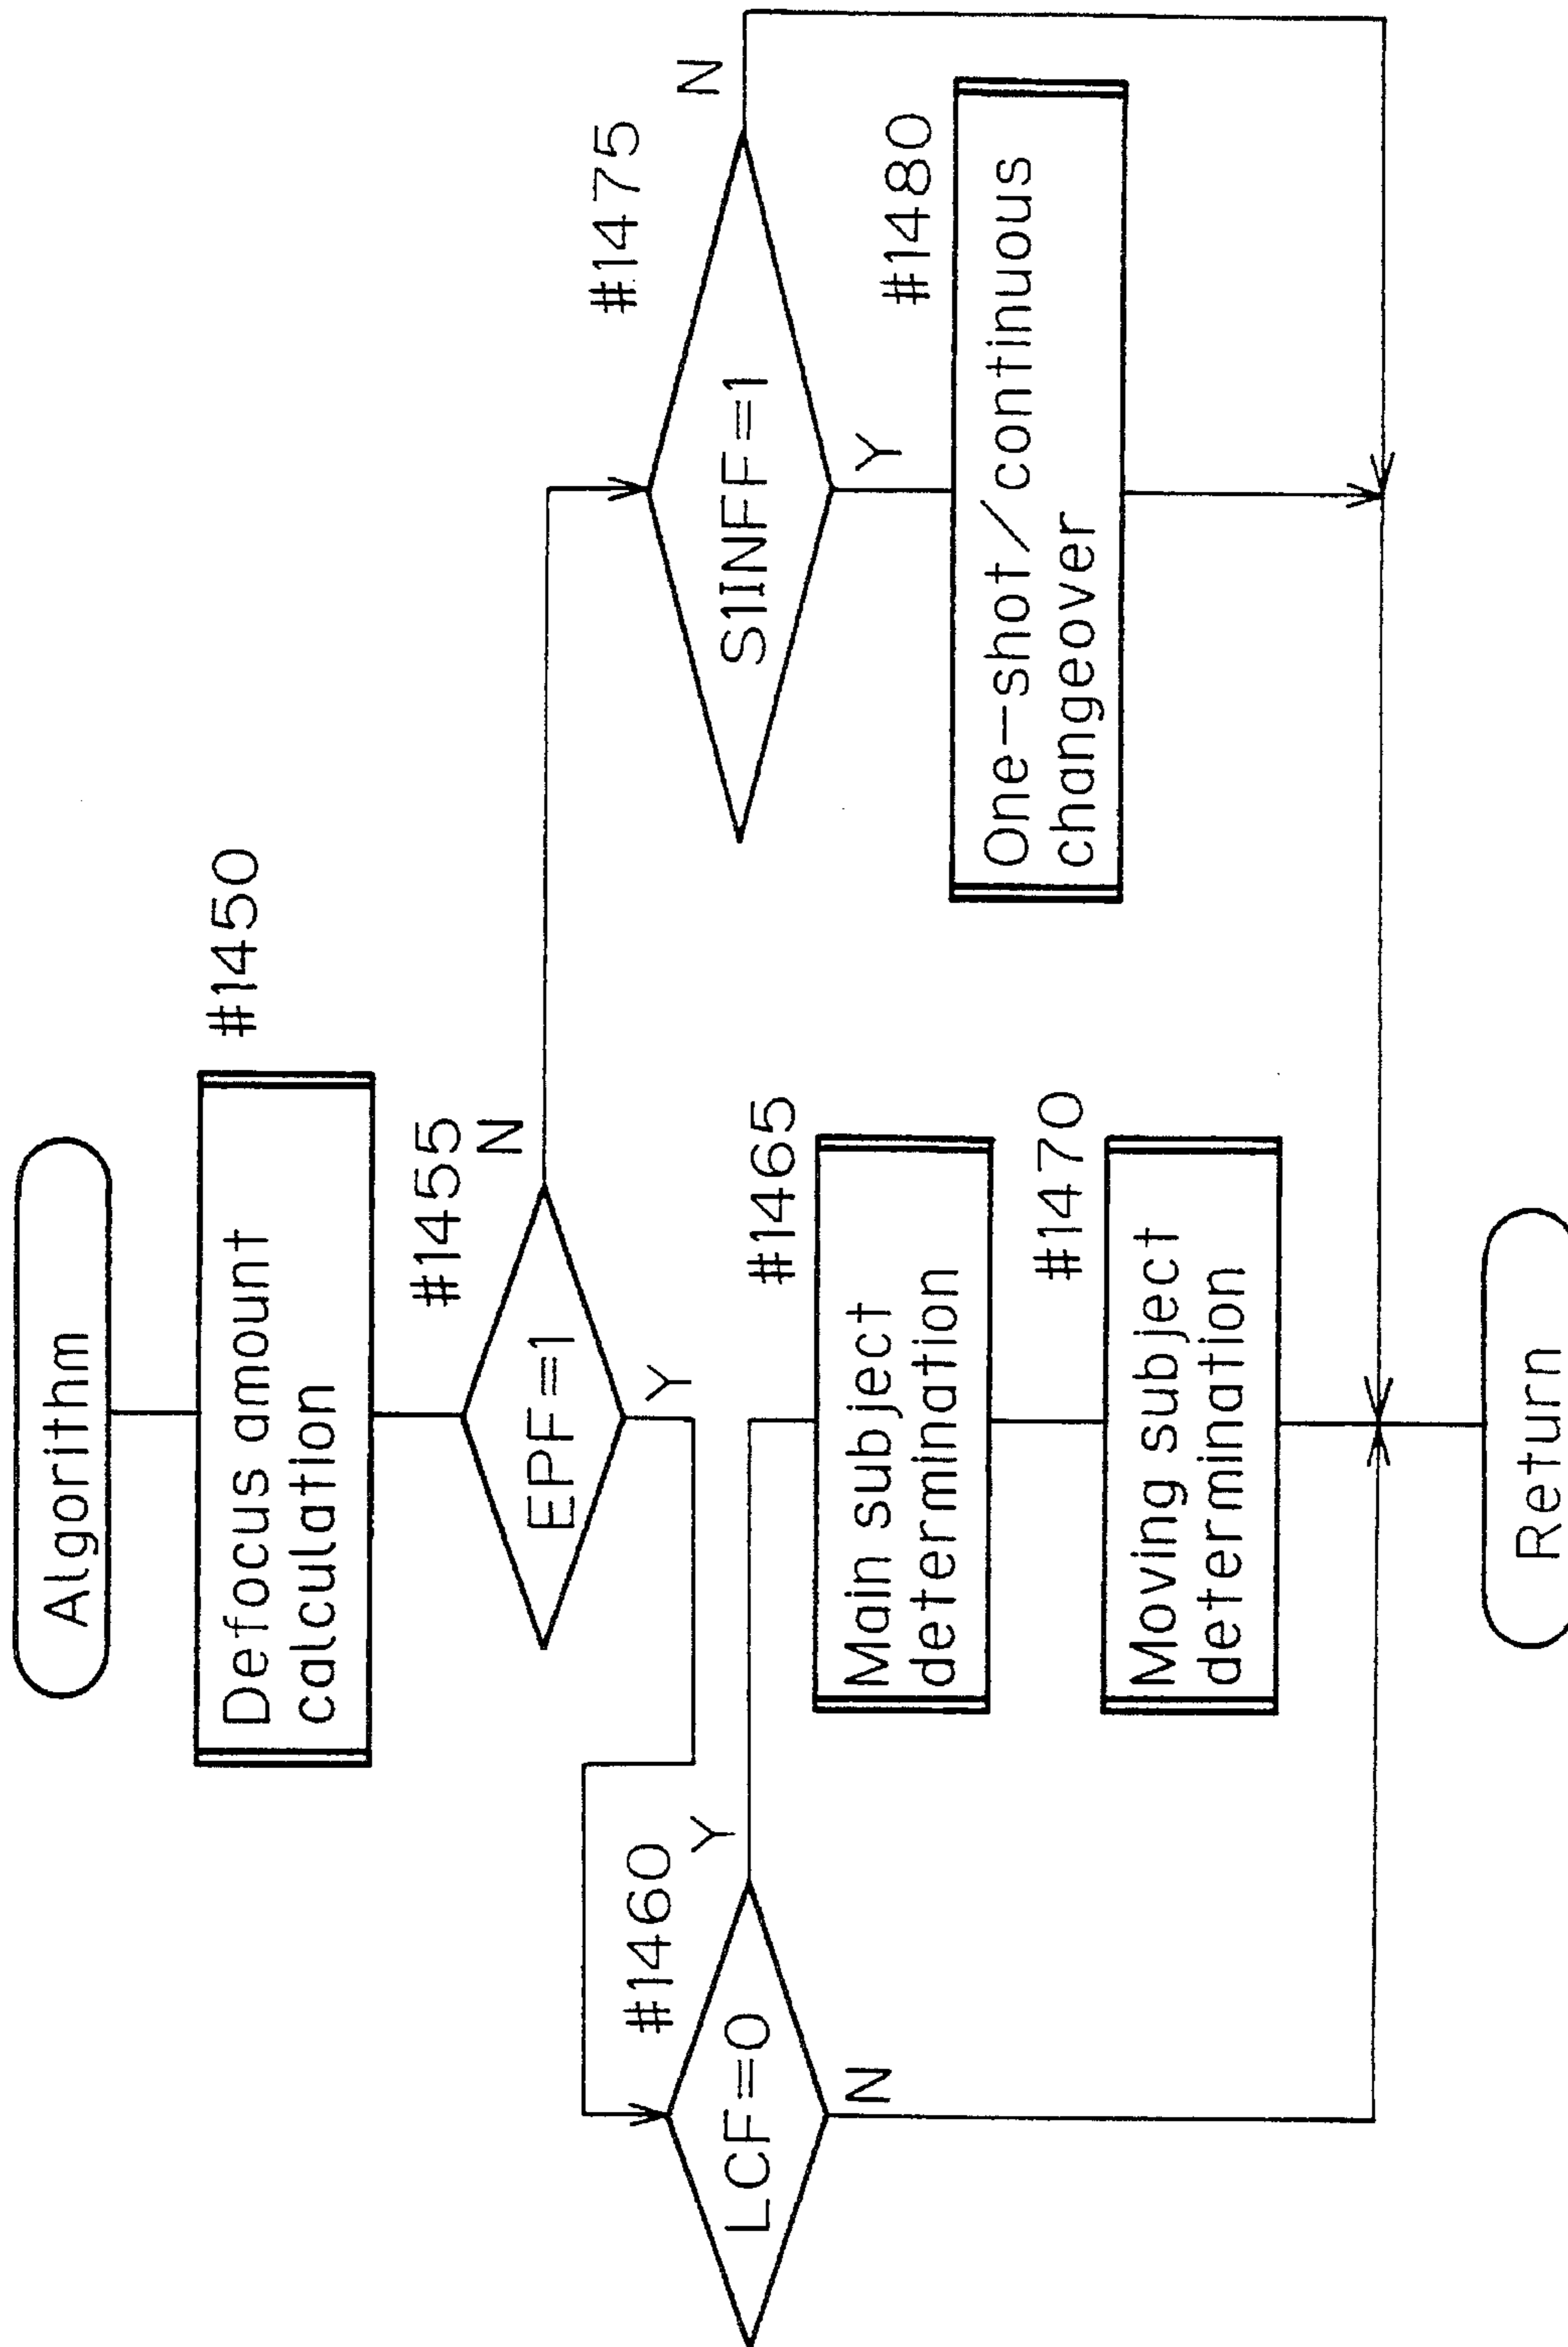 Algorithm
#1450
Defocus amount
calculation
#1455
EPF=1
N
Y
#1460
LCF=0
Y
N
#1465
Main subject
determination
#1470
Moving subject
determination
#1475
S1INFF=1
N
Y
#1480
One-shot/continuous
changeover
Return